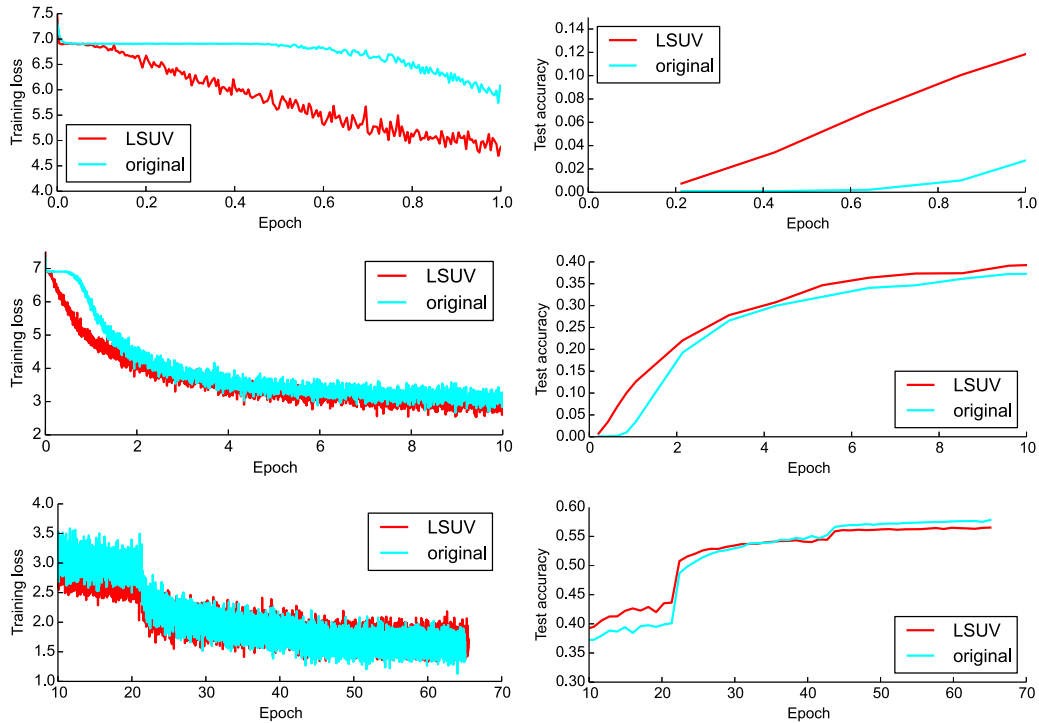 Training loss
7.5
7.0
6.5
6.0
5.5
5.0
4.5
4.0
LSUV
original
0.0 0.2 0.4 0.6 0.8 1.0
Epoch
Test accuracy
0.14
0.12
0.10
0.08
0.06
0.04
0.02
0.00
LSUV
original
0.0 0.2 0.4 0.6 0.8 1.0
Epoch
Training loss
7
6
5
4
3
2
LSUV
original
0 2 4 6 8 10
Epoch
Test accuracy
0.40
0.35
0.30
0.25
0.20
0.15
0.10
0.05
0.00
LSUV
original
0 2 4 6 8 10
Epoch
Training loss
4.0
3.5
3.0
2.5
2.0
1.5
1.0
LSUV
original
10 20 30 40 50 60 70
Epoch
Test accuracy
0.60
0.55
0.50
0.45
0.40
0.35
0.30
LSUV
original
10 20 30 40 50 60 70
Epoch